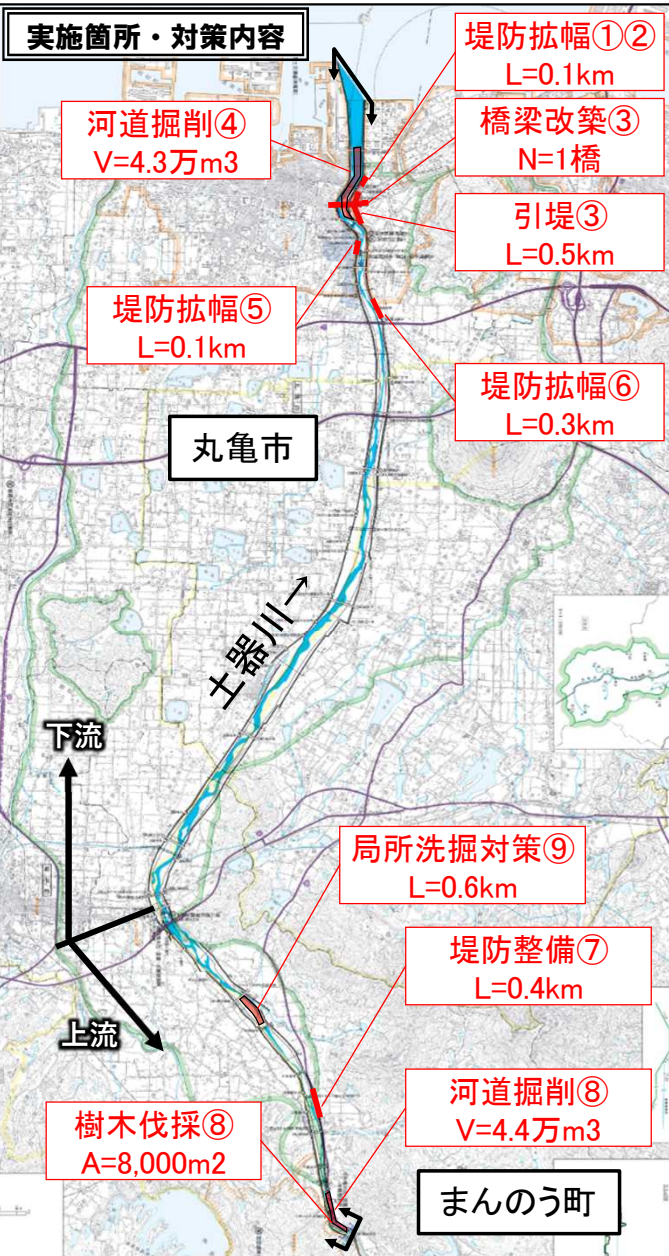 実施箇所・対策内容
堤防拡幅①②
L=0.1km
河道掘削④
V=4.3万m3
橋梁改築③
N=1橋
引堤③
L=0.5km
堤防拡幅⑤
L=0.1km
堤防拡幅⑥
L=0.3km
丸亀市
土器川→
下流
局所洗掘対策⑨
L=0.6km
堤防整備⑦
L=0.4km
上流
河道掘削⑧
V=4.4万m3
樹木伐採⑧
A=8,000m2
まんのう町